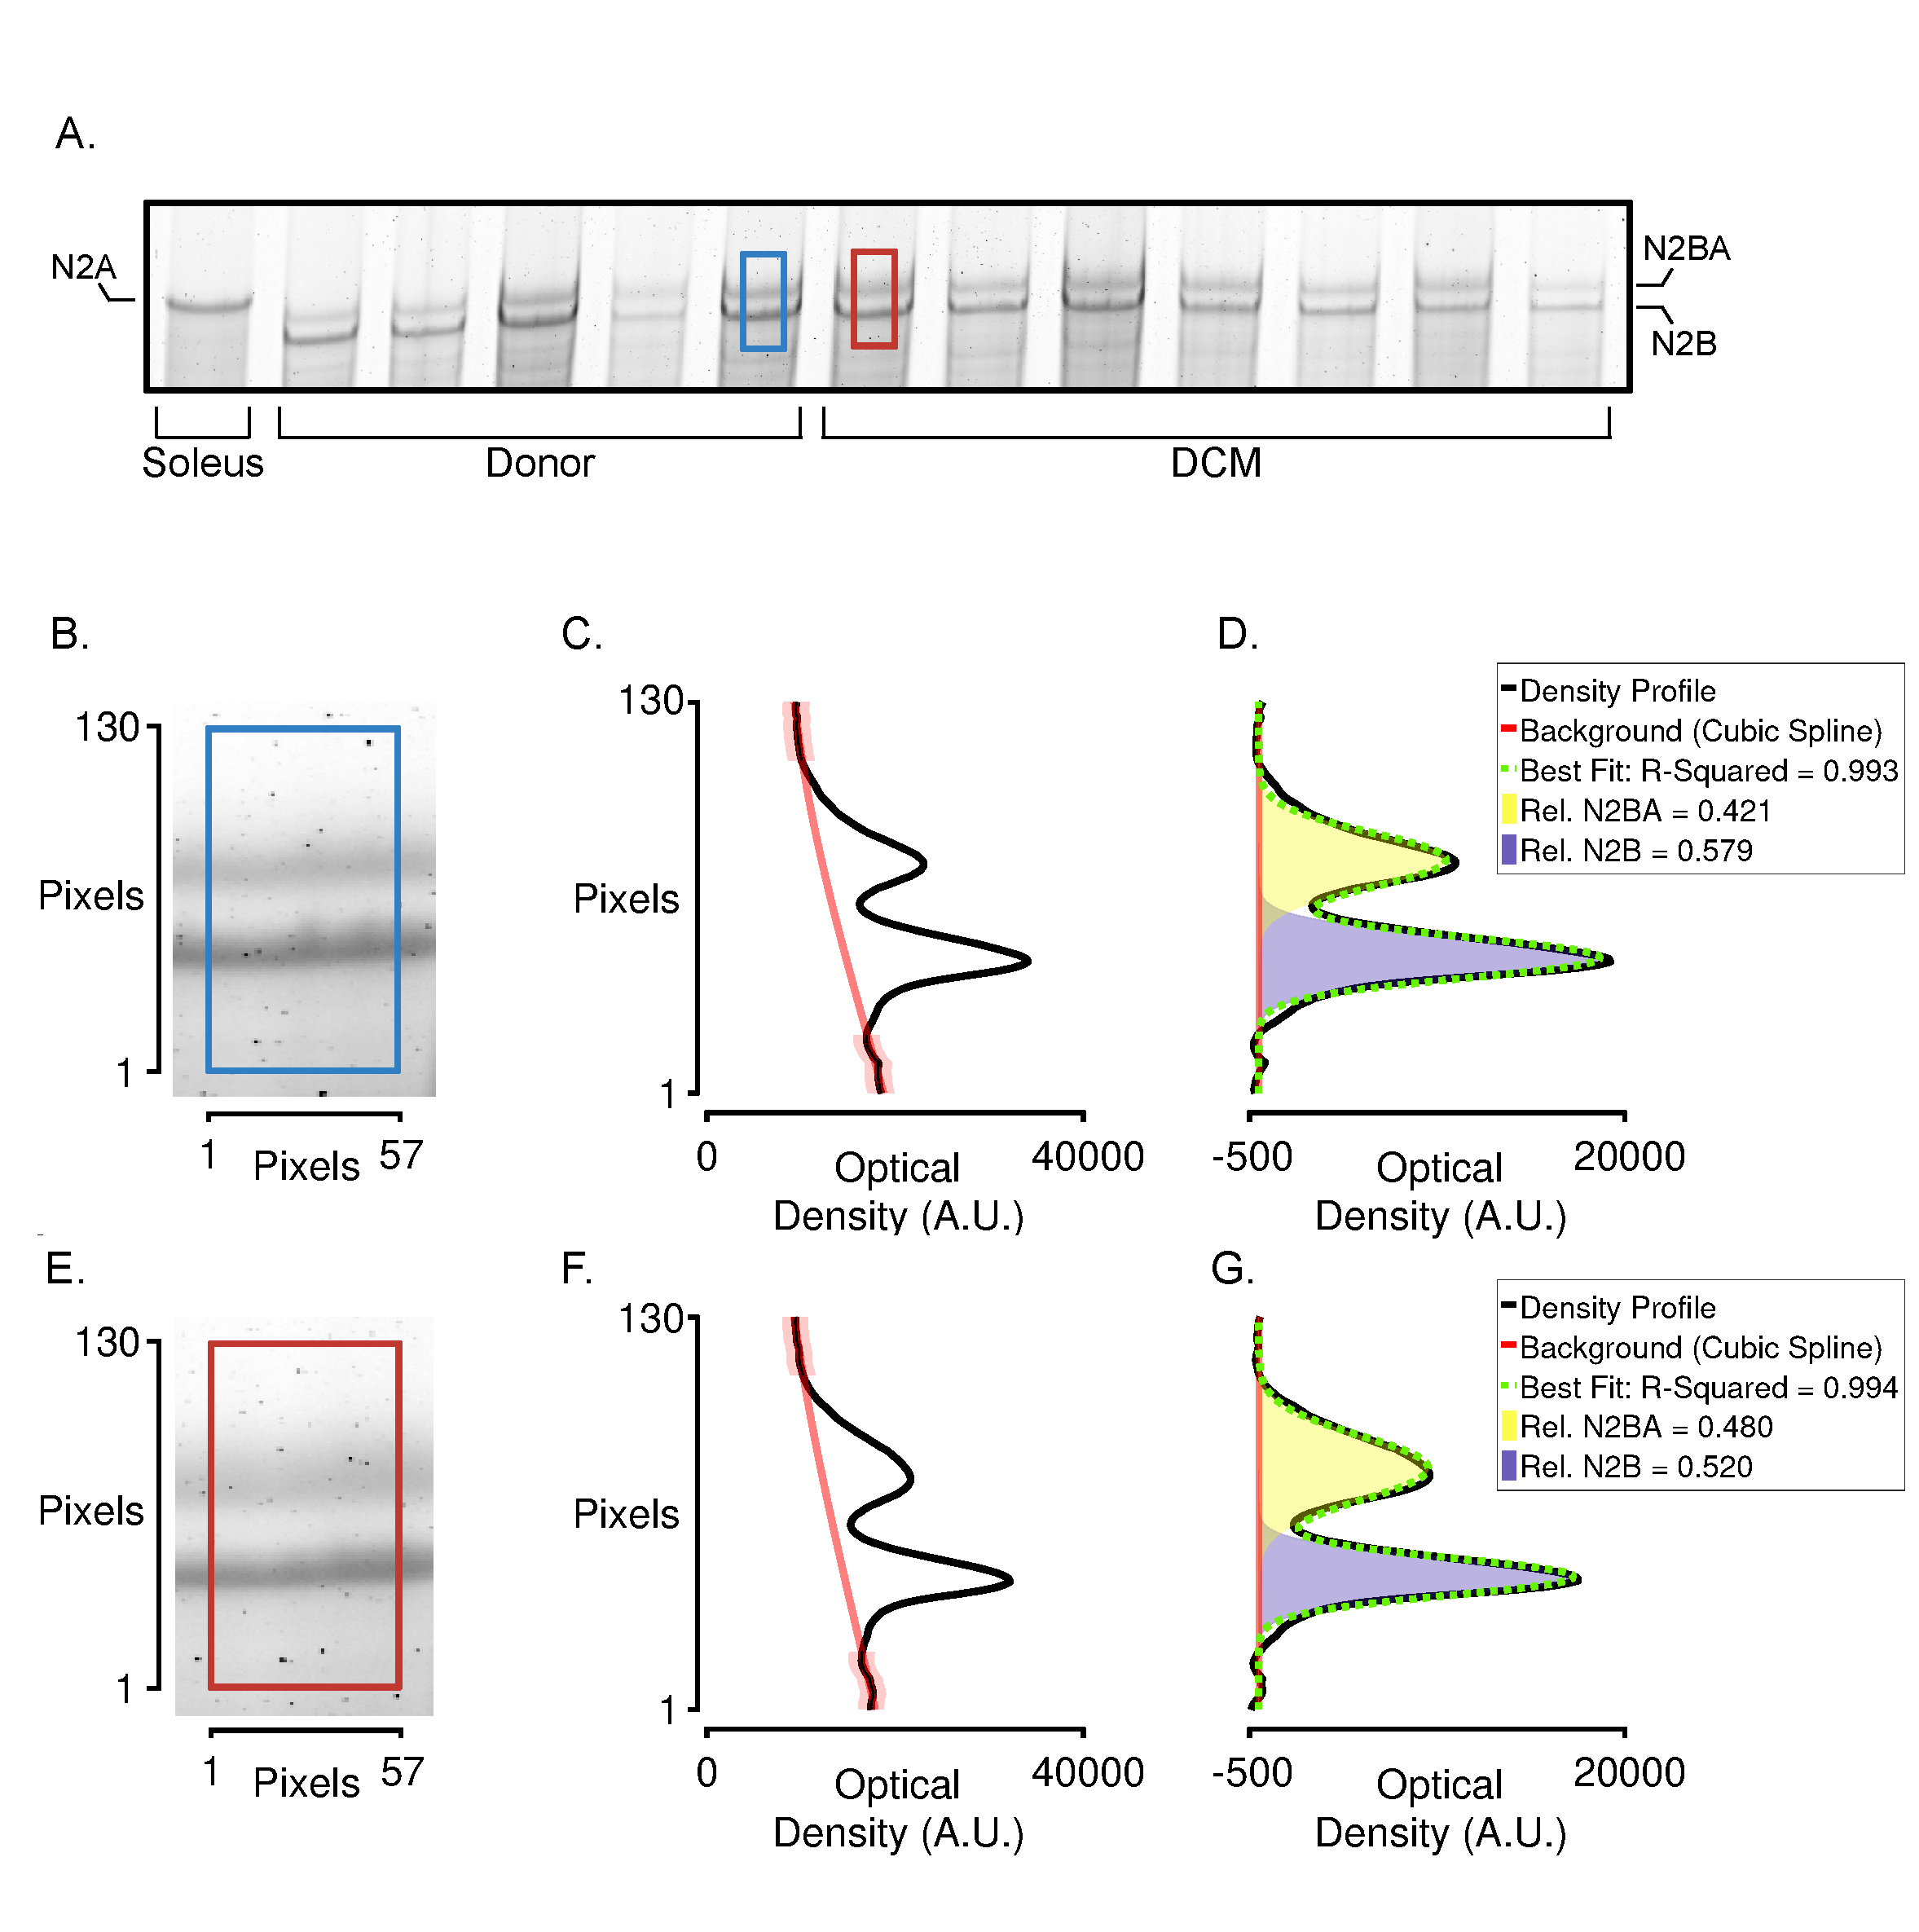 A.
N2A
N2BA
N2B
Soleus
Donor
DCM
B.
130
Pixels
1
1
Pixels
57
C.
130
Pixels
1
0
Optical
Density (A.U.)
40000
D.
Density Profile
Background (Cubic Spline)
Best Fit: R-Squared = 0.993
Rel. N2BA = 0.421
Rel. N2B = 0.579
-500
Optical
Density (A.U.)
20000
E.
130
Pixels
1
1
Pixels
57
F.
130
Pixels
1
0
Optical
Density (A.U.)
40000
G.
Density Profile
Background (Cubic Spline)
Best Fit: R-Squared = 0.994
Rel. N2BA = 0.480
Rel. N2B = 0.520
-500
Optical
Density (A.U.)
20000